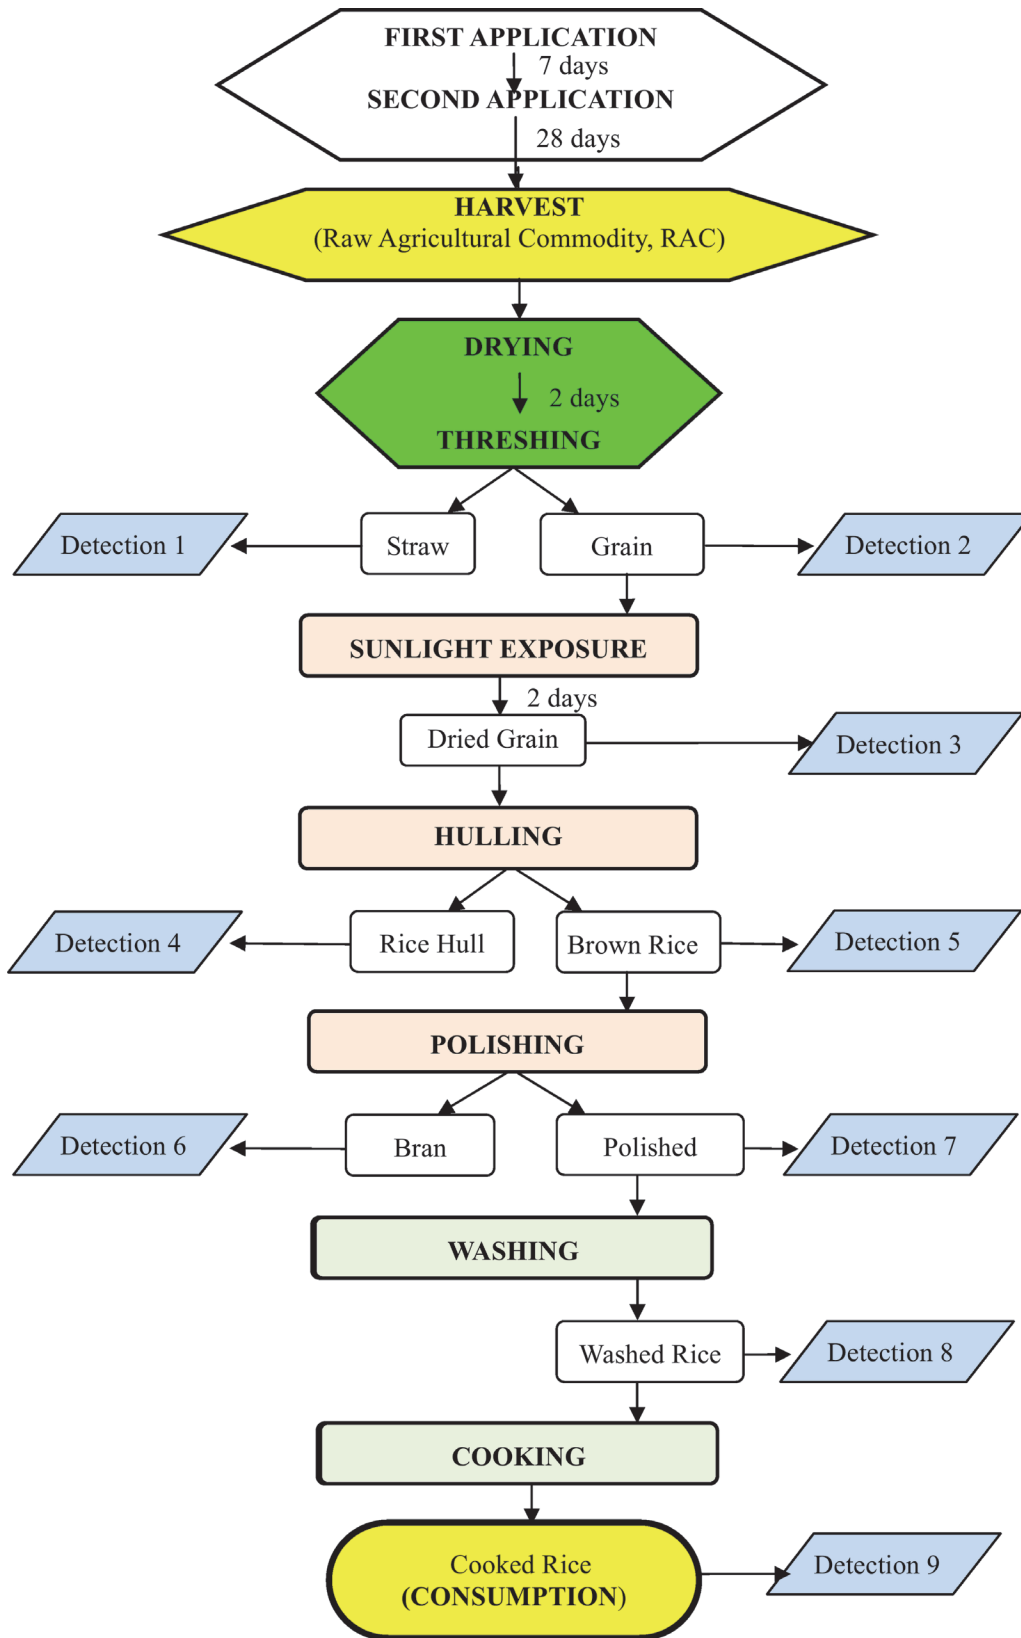 FIRST APPLICATION
7 days
SECOND APPLICATION
28 days
HARVEST
(Raw Agricultural Commodity, RAC)
DRYING
2 days
THRESHING
Detection 1
Straw
Grain
Detection 2
SUNLIGHT EXPOSURE
2 days
Dried Grain
Detection 3
HULLING
Detection 4
Rice Hull
Brown Rice
Detection 5
POLISHING
Detection 6
Bran
Polished
Detection 7
WASHING
Washed Rice
Detection 8
COOKING
Cooked Rice
(CONSUMPTION)
Detection 9